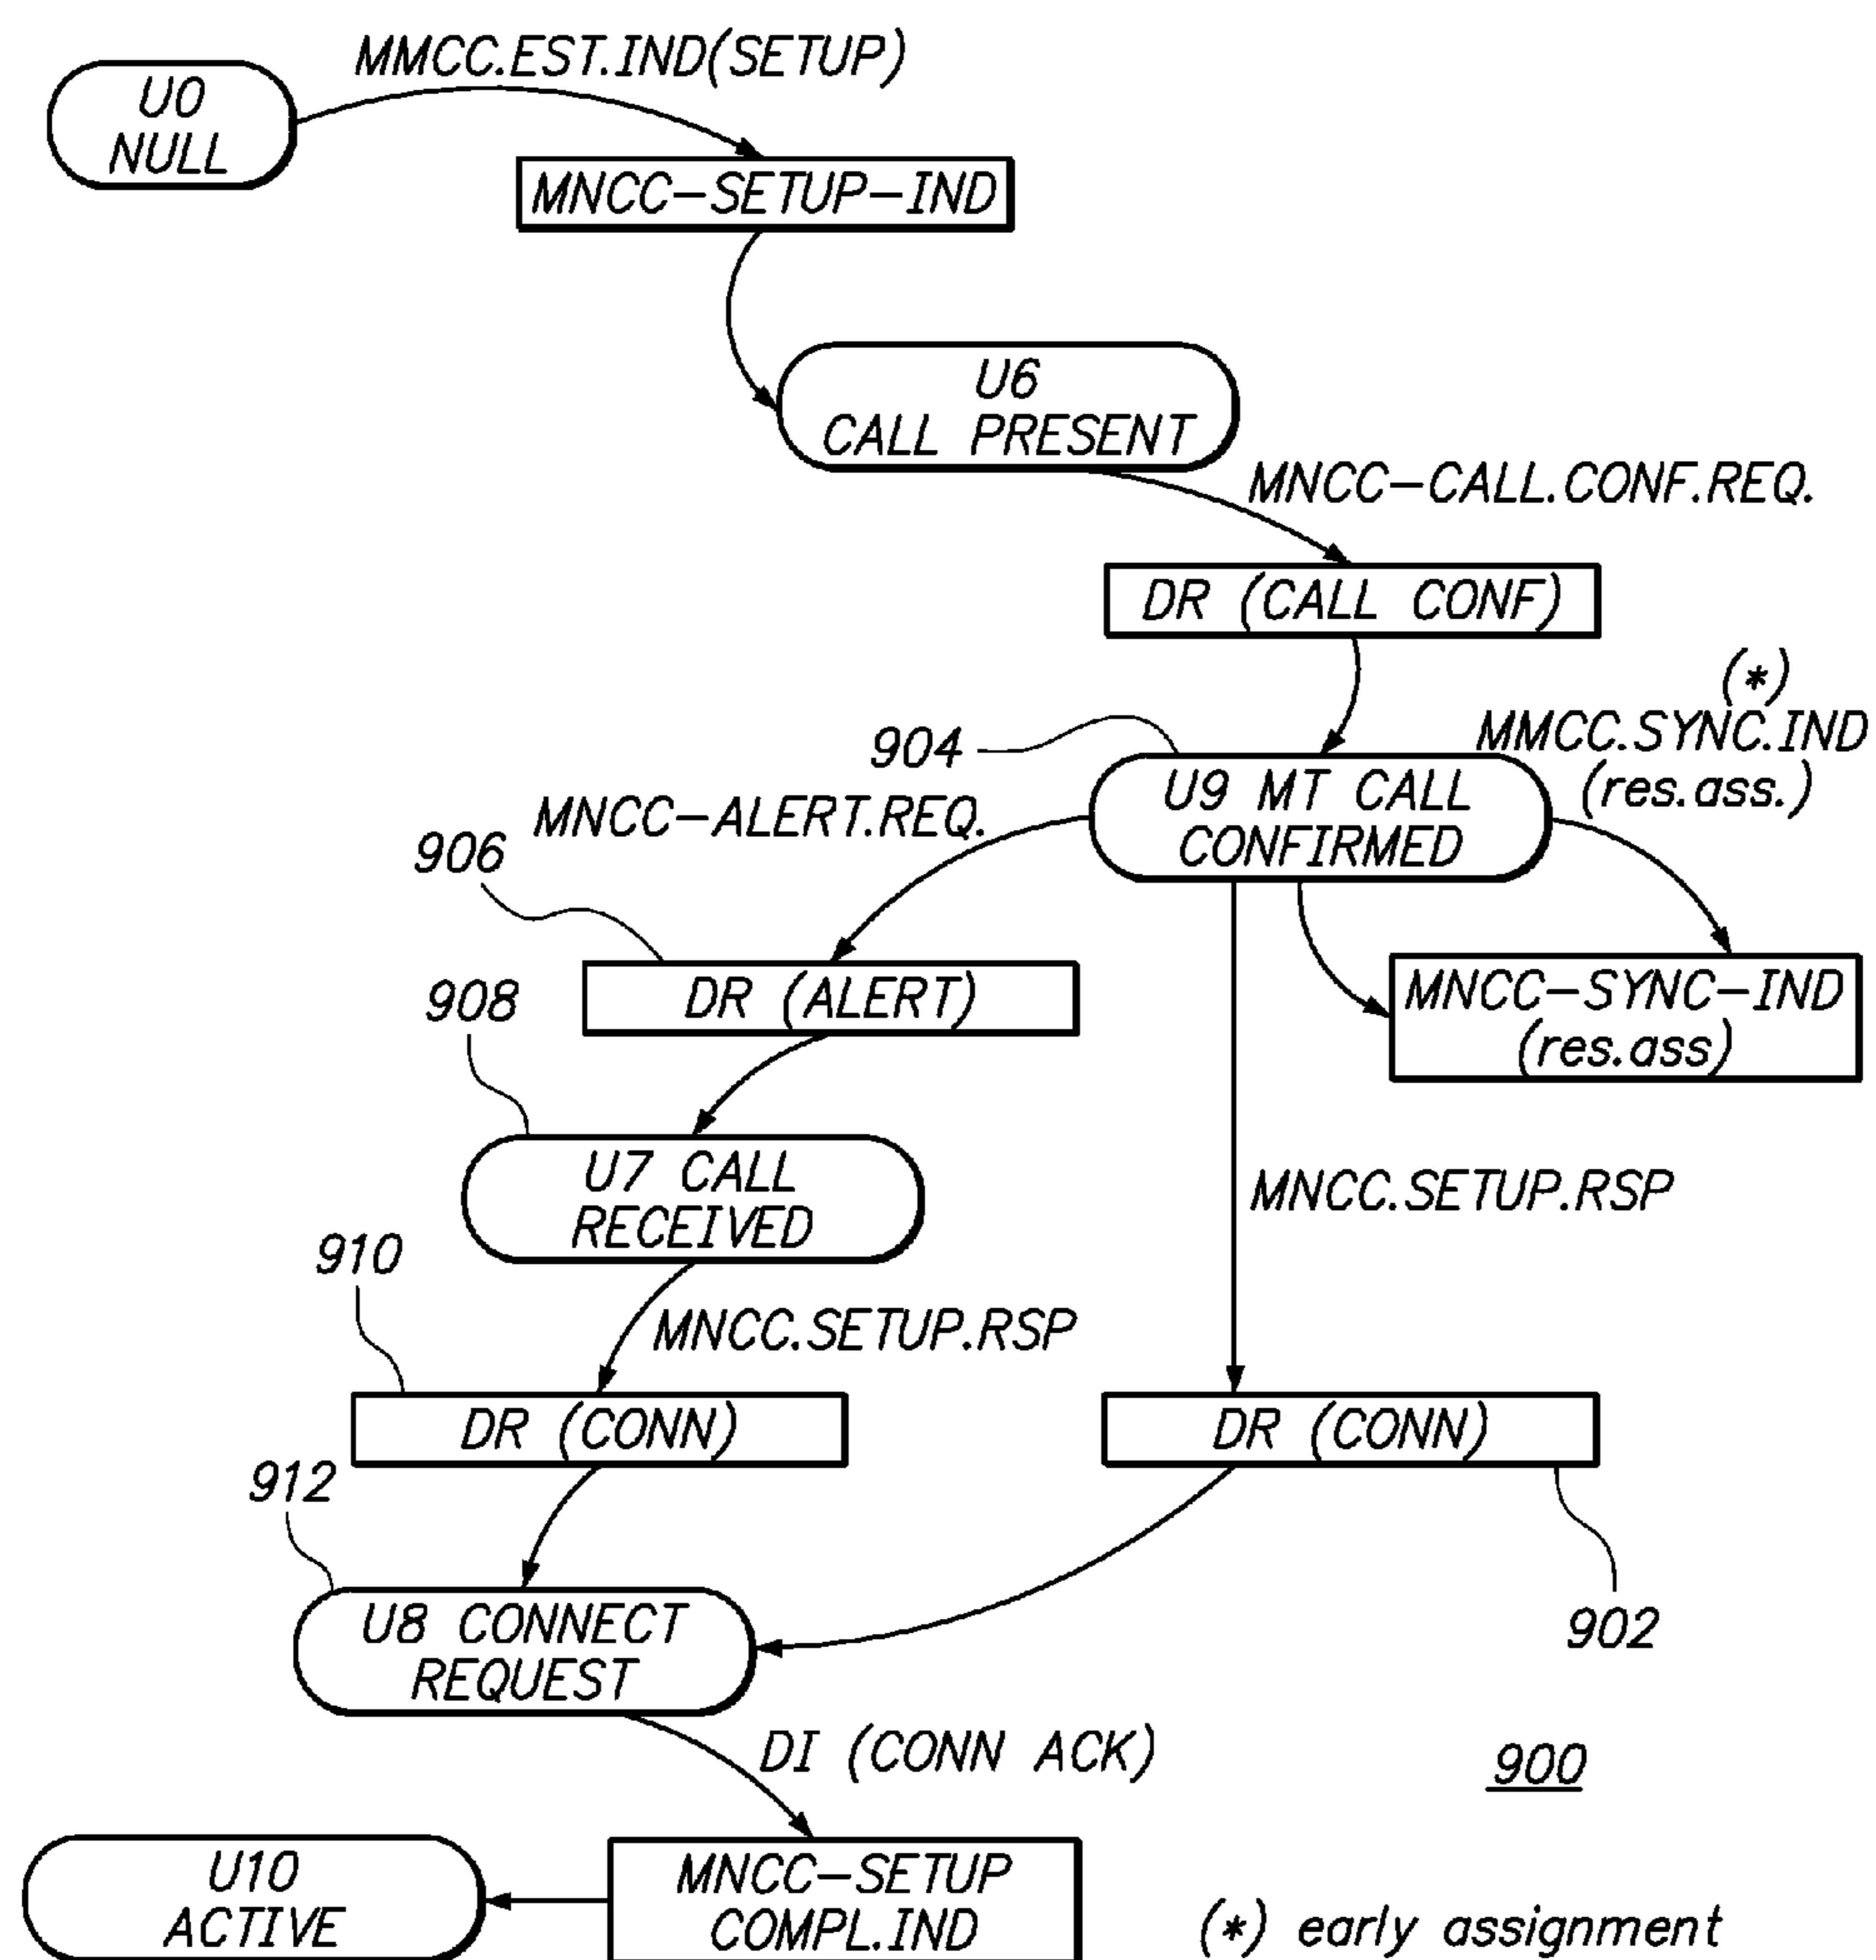 MMCC.EST.IND(SETUP)
U0
NULL
MNCC-SETUP-IND
U6
CALL PRESENT
MNCC-CALL.CONF.REQ.
DR (CALL CONF)
(*)
MMCC.SYNC.IND
(res.ass.)
904
U9 MT CALL
CONFIRMED
MNCC-ALERT.REQ.
906
DR (ALERT)
MNCC-SYNC-IND
(res.ass)
908
U7 CALL
RECEIVED
MNCC.SETUP.RSP
910
MNCC.SETUP.RSP
DR (CONN)
DR (CONN)
912
U8 CONNECT
REQUEST
902
DI (CONN ACK)
900
U10
ACTIVE
MNCC-SETUP
COMPL.IND
(*) early assignment